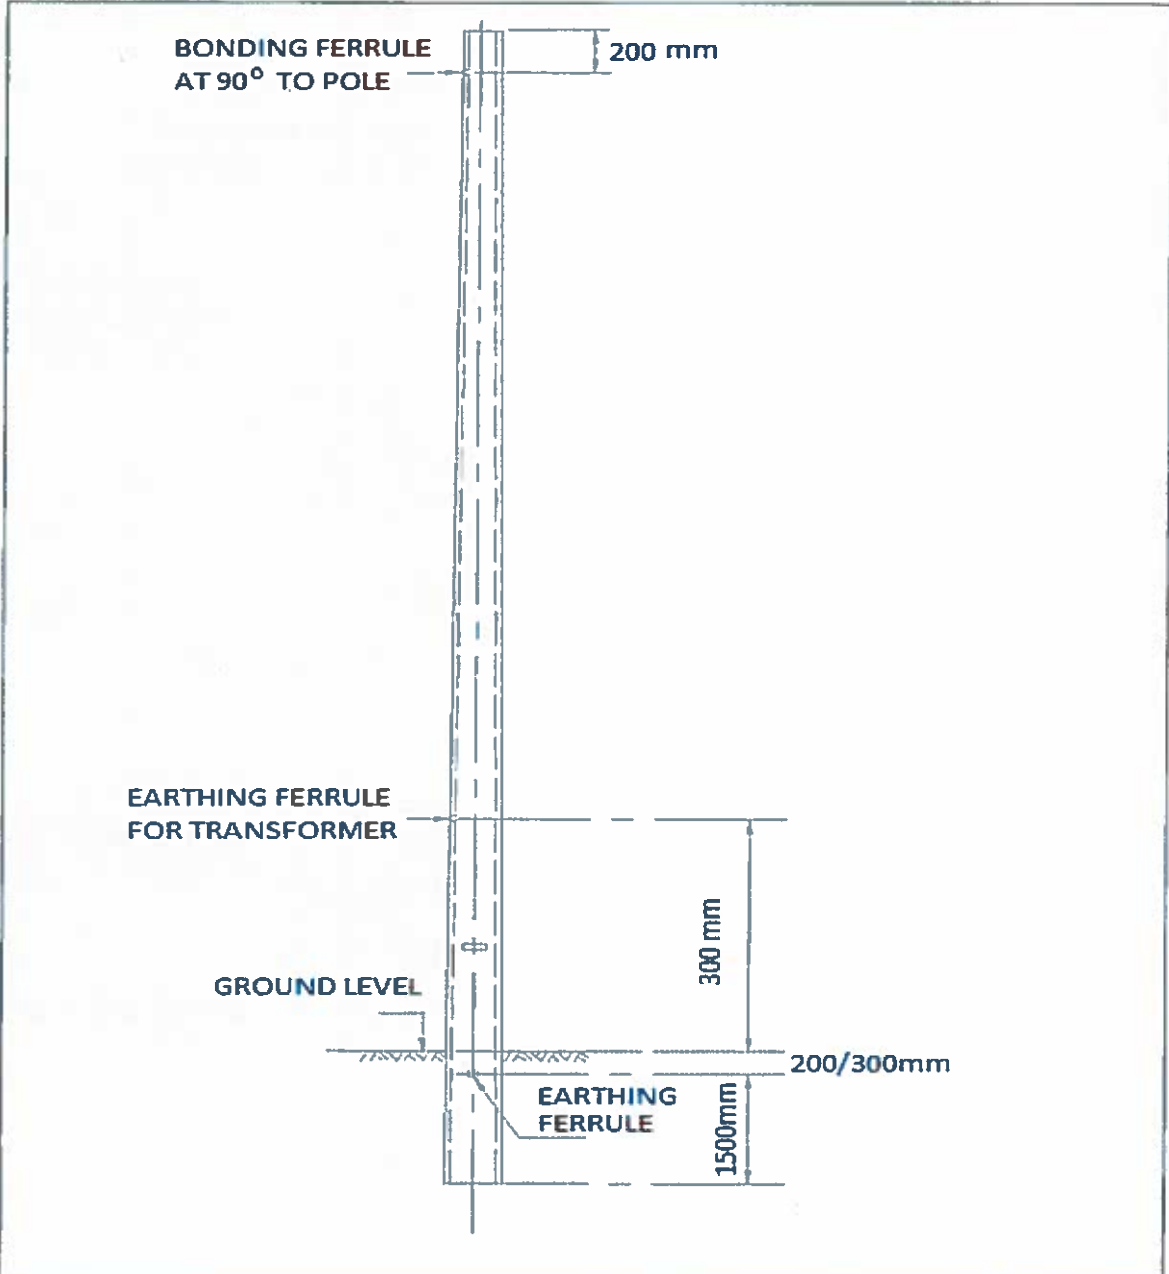 BONDING FERRULE
AT 90° TO POLE
200 mm
EARTHING FERRULE
FOR TRANSFORMER
300 mm
GROUND LEVEL
200/300mm
EARTHING
FERRULE
1500mm